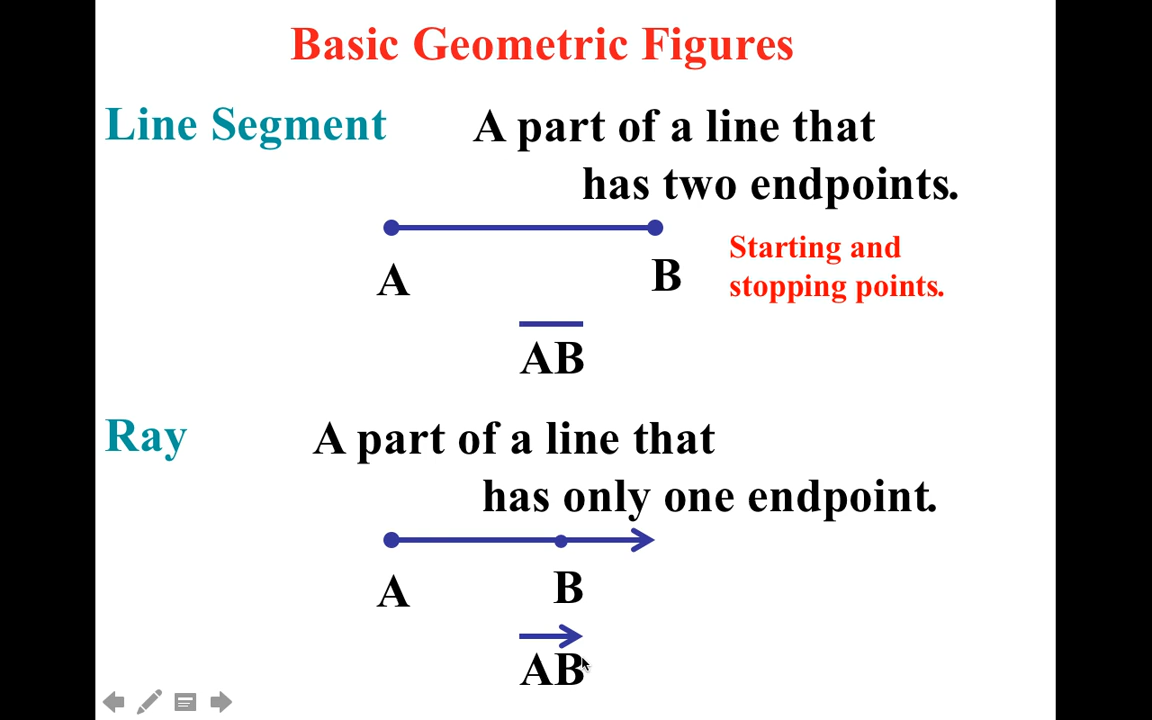 Basic Geometric Figures
Line Segment
A part of a line that
has two endpoints.
A
B
Starting and
stopping points.
AB
Ray
A part of a line that
has only one endpoint.
A
B
AB